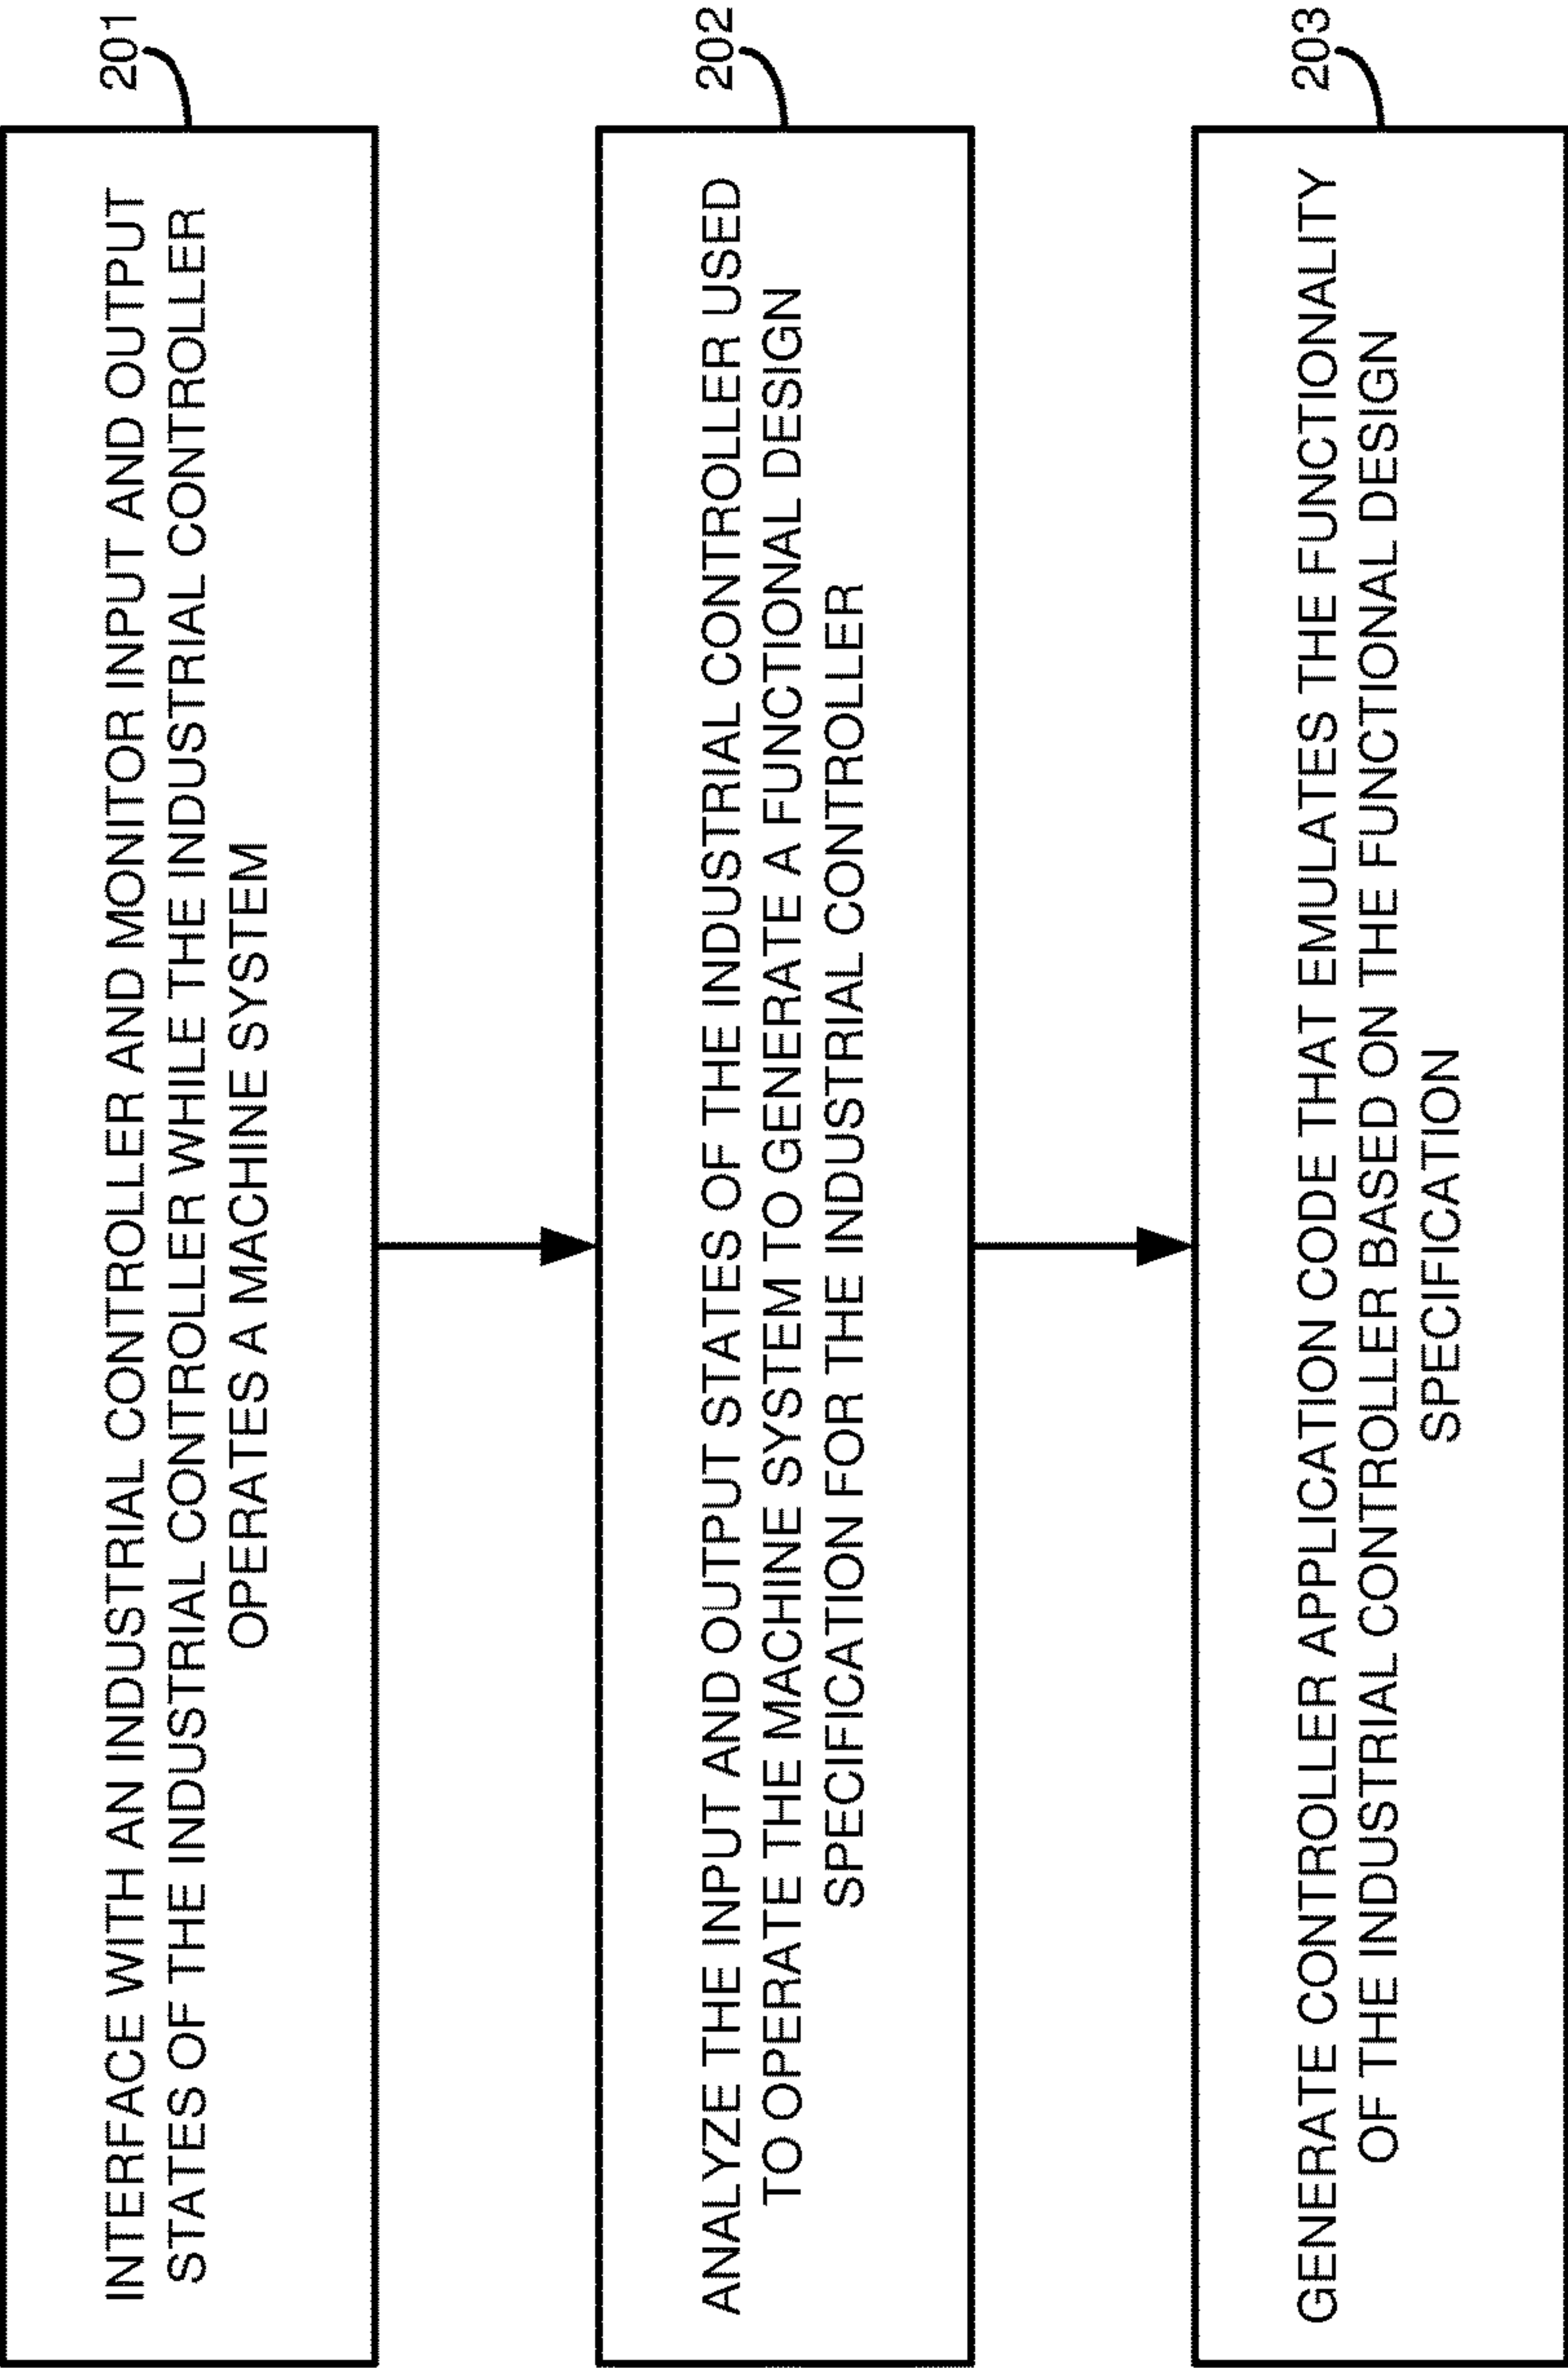 201
INTERFACE WITH AN INDUSTRIAL CONTROLLER AND MONITOR INPUT AND OUTPUT
STATES OF THE INDUSTRIAL CONTROLLER WHILE THE INDUSTRIAL CONTROLLER
OPERATES A MACHINE SYSTEM
202
ANALYZE THE INPUT AND OUTPUT STATES OF THE INDUSTRIAL CONTROLLER USED
TO OPERATE THE MACHINE SYSTEM TO GENERATE A FUNCTIONAL DESIGN
SPECIFICATION FOR THE INDUSTRIAL CONTROLLER
203
GENERATE CONTROLLER APPLICATION CODE THAT EMULATES THE FUNCTIONALITY
OF THE INDUSTRIAL CONTROLLER BASED ON THE FUNCTIONAL DESIGN
SPECIFICATION